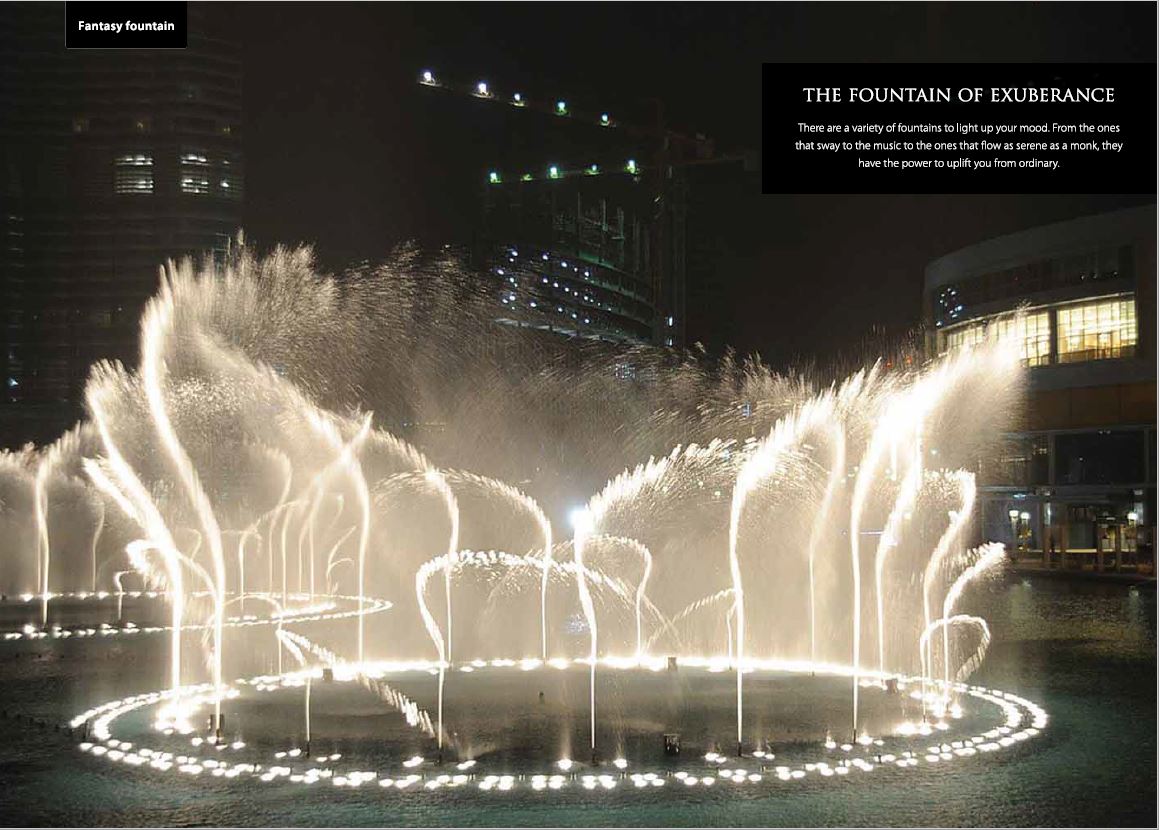 Fantasy fountain
THE FOUNTAIN OF EXUBERANCE
There are a variety of fountains to light up your mood. From the ones
that sway to the music to the ones that flow as serene as a monk, they
have the power to uplift you from ordinary.